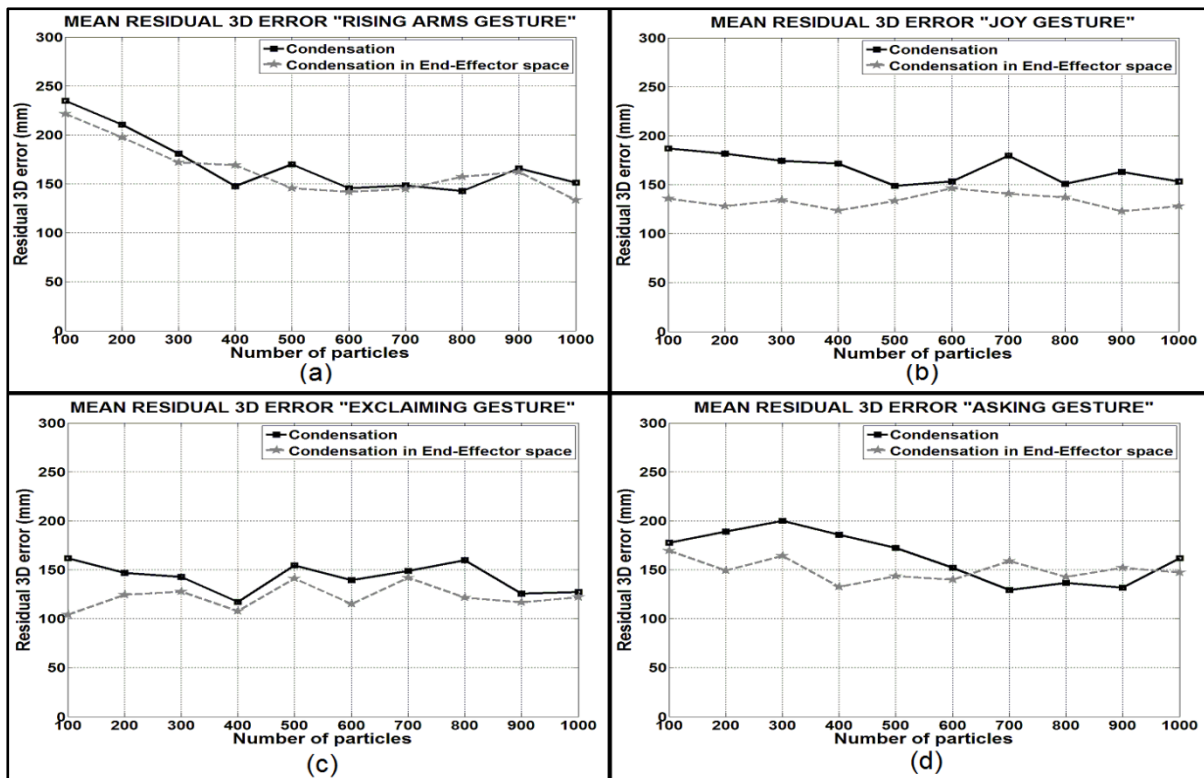 MEAN RESIDUAL 3D ERROR "RISING ARMS GESTURE"
Condensation
Condensation in End-Effector space
Residual 3D error (mm)
300
250
200
150
100
50
0
100 200 300 400 500 600 700 800 900 1000
Number of particles
(a)
MEAN RESIDUAL 3D ERROR "JOY GESTURE"
Condensation
Condensation in End-Effector space
Residual 3D error (mm)
300
250
200
150
100
50
0
100 200 300 400 500 600 700 800 900 1000
Number of particles
(b)
MEAN RESIDUAL 3D ERROR "EXCLAIMING GESTURE"
Condensation
Condensation in End-Effector space
Residual 3D error (mm)
300
250
200
150
100
50
0
100 200 300 400 500 600 700 800 900 1000
Number of particles
(c)
MEAN RESIDUAL 3D ERROR "ASKING GESTURE"
Condensation
Condensation in End-Effector space
Residual 3D error (mm)
300
250
200
150
100
50
0
100 200 300 400 500 600 700 800 900 1000
Number of particles
(d)